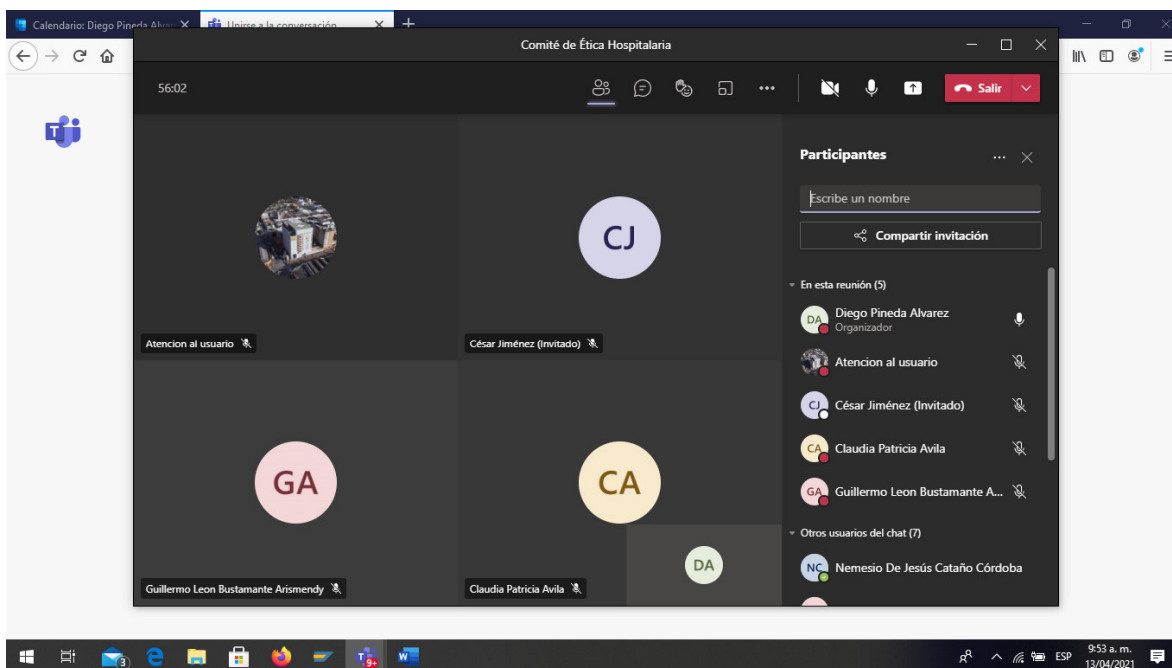 Calendario: Diego Pineda Alvar
Unirse a la conversación
Comité de Ética Hospitalaria
56:02
Salir
T
CJ
Atencion al usuario
César Jiménez (Invitado)
GA
CA
DA
Guillermo Leon Bustamante Arismendy
Claudia Patricia Avila
Participantes
Escribe un nombre
Compartir invitación
En esta reunión (5)
DA
Diego Pineda Alvarez
Organizador
Atencion al usuario
CJ
César Jiménez (Invitado)
CA
Claudia Patricia Avila
GA
Guillermo Leon Bustamante A...
Otros usuarios del chat (7)
NC
Nemesio De Jesús Cataño Córdoba
3
T
9+
W
ESP
9:53 a. m.
13/04/2021